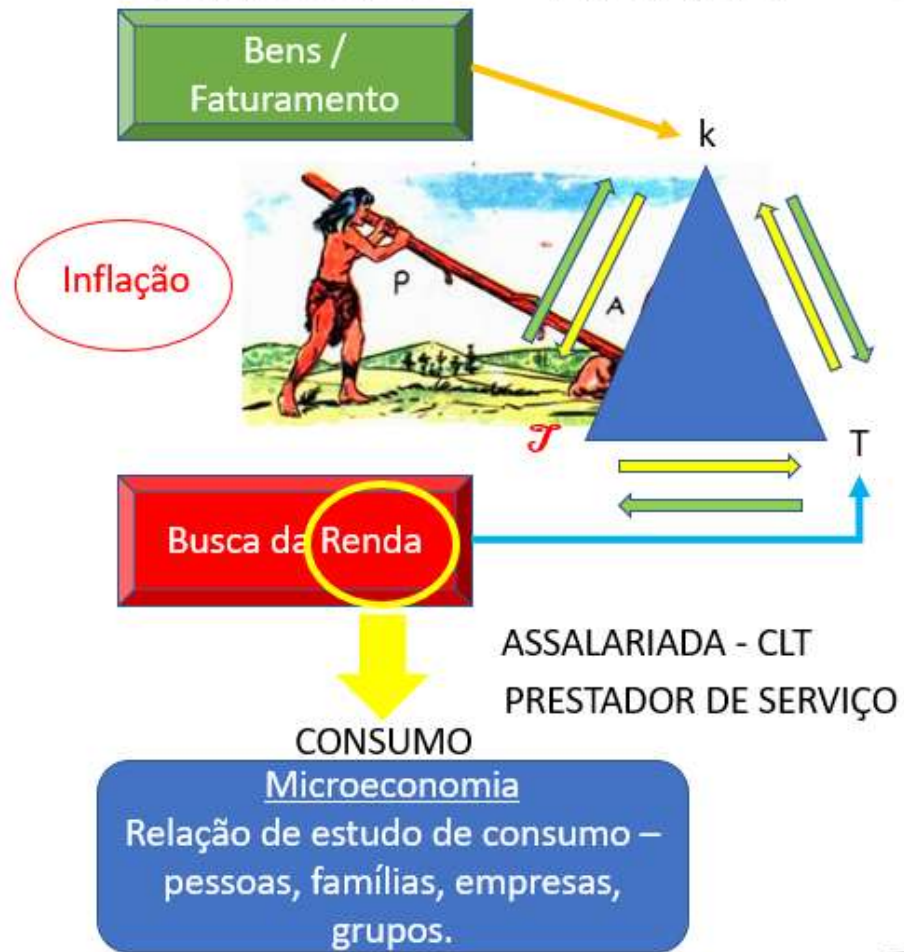 Bens /
Faturamento
k
Inflação
P
A
T
Busca da Renda
ASSALARIADA - CLT
PRESTADOR DE SERVIÇO
CONSUMO
Microeconomia
Relação de estudo de consumo –
pessoas, famílias, empresas,
grupos.